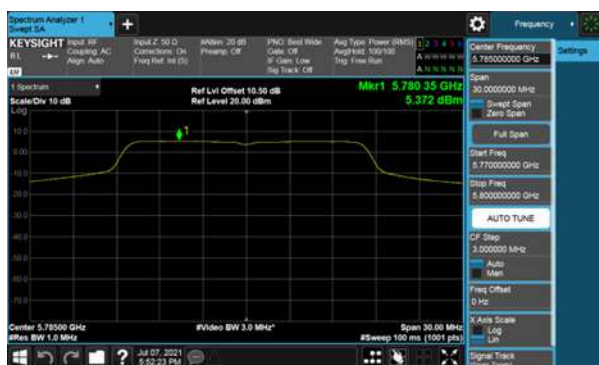 Spectrum Analyzer 1
Swept SA
+
Frequency
KEYSIGHT
Input: RF
Coupling: AC
Align: Auto
Input Z: 50 Ω
Corrections: On
Freq Ref: Int (S)
#Atten: 20 dB
Preamp: Off
PNO: Best Wide
Gate: Off
IF Gain: Low
Sig Track: Off
Avg Type: Power (RMS)
Avg|Hold: 100/100
Trig: Free Run
1 2 3 4 5 6
A W W W W W
A N N N N N
R L
LXI
1 Spectrum
Scale/Div 10 dB
Log
Ref Lvl Offset 10.50 dB
Ref Level 20.00 dBm
Mkr1 5.780 35 GHz
5.372 dBm
10.0
0.00
-10.0
-20.0
-60.0
-70.0
1
Center 5.78500 GHz
#Res BW 1.0 MHz
#Video BW 3.0 MHz*
Span 30.00 MHz
#Sweep 100 ms (1001 pts)
Center Frequency
5.785000000 GHz
Settings
Span
30.0000000 MHz
Swept Span
Zero Span
Full Span
Start Freq
5.770000000 GHz
Stop Freq
5.800000000 GHz
AUTO TUNE
CF Step
3.000000 MHz
Auto
Man
Freq Offset
0 Hz
X Axis Scale
Log
Lin
Signal Track
?
Jul 07, 2021
5:52:23 PM